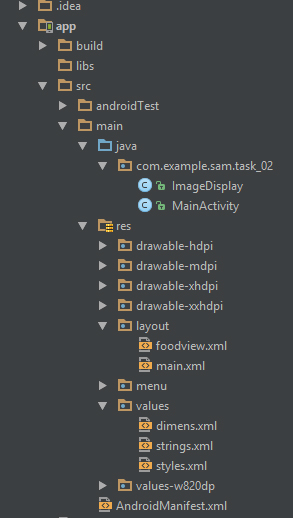 .idea
app
build
libs
src
androidTest
main
java
com.example.sam.task_02
ImageDisplay
MainActivity
res
drawable-hdpi
drawable-mdpi
drawable-xhdpi
drawable-xxhdpi
layout
foodview.xml
main.xml
menu
values
dimens.xml
strings.xml
styles.xml
values-w820dp
AndroidManifest.xml